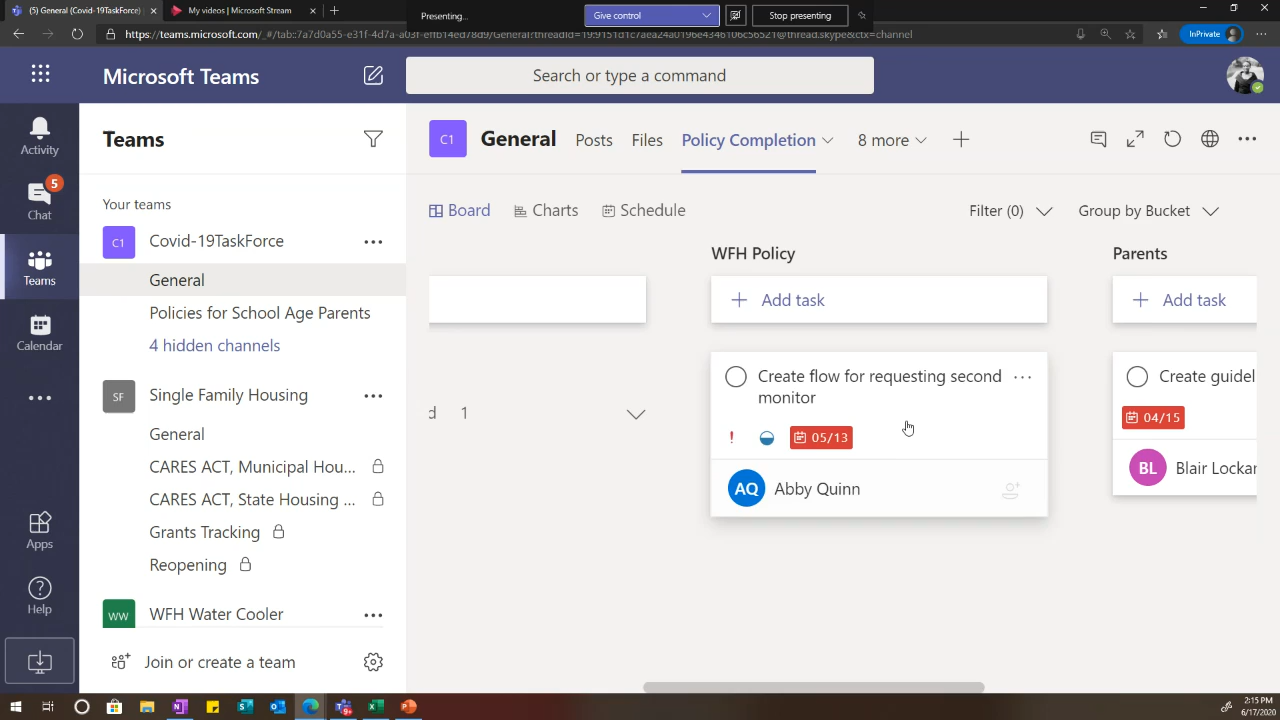 (5) General (Covid-19TaskForce)
My videos | Microsoft Stream
Presenting...
Give control
Stop presenting
InPrivate
Microsoft Teams
Search or type a command
Activity
5
Chat
Teams
Calendar
Apps
Help
Teams
Your teams
C1
Covid-19TaskForce
General
Policies for School Age Parents
4 hidden channels
SF
Single Family Housing
General
CARES ACT, Municipal Hou...
CARES ACT, State Housing ...
Grants Tracking
Reopening
WW
WFH Water Cooler
Join or create a team
C1
General
Posts
Files
Policy Completion
8 more
Board
Charts
Schedule
Filter (0)
Group by Bucket
d 1
WFH Policy
Add task
Create flow for requesting second
monitor
05/13
AQ
Abby Quinn
Parents
Add task
Create guidel
04/15
BL
Blair Lockar
2:15 PM
6/17/2020